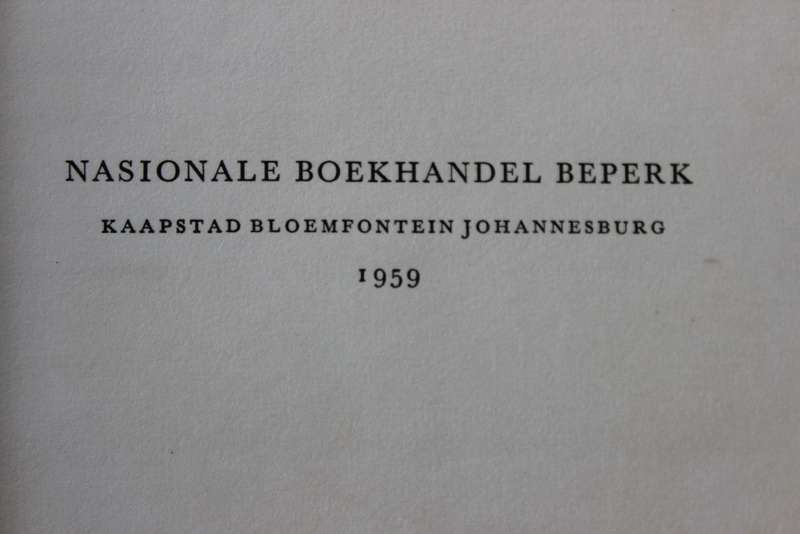 NASIONALE BOEKHANDEL BEPERK
KAAPSTAD BLOEMFONTEIN JOHANNESBURG
1959